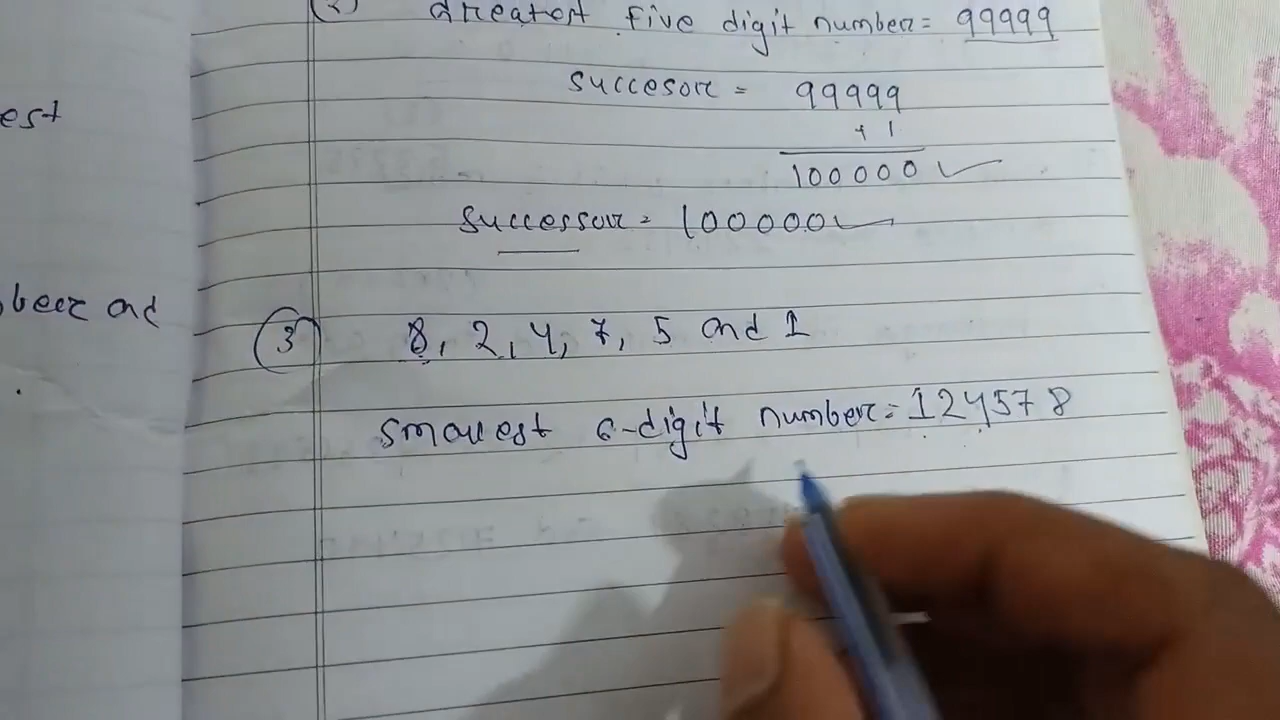 est
ber and
(2) Greatest five digit number = 99999
Succesor = 99999
+ 1
100000
Successor = 100000
3 8, 2, 4, 7, 5 and 1
Smallest 6-digit number = 124578